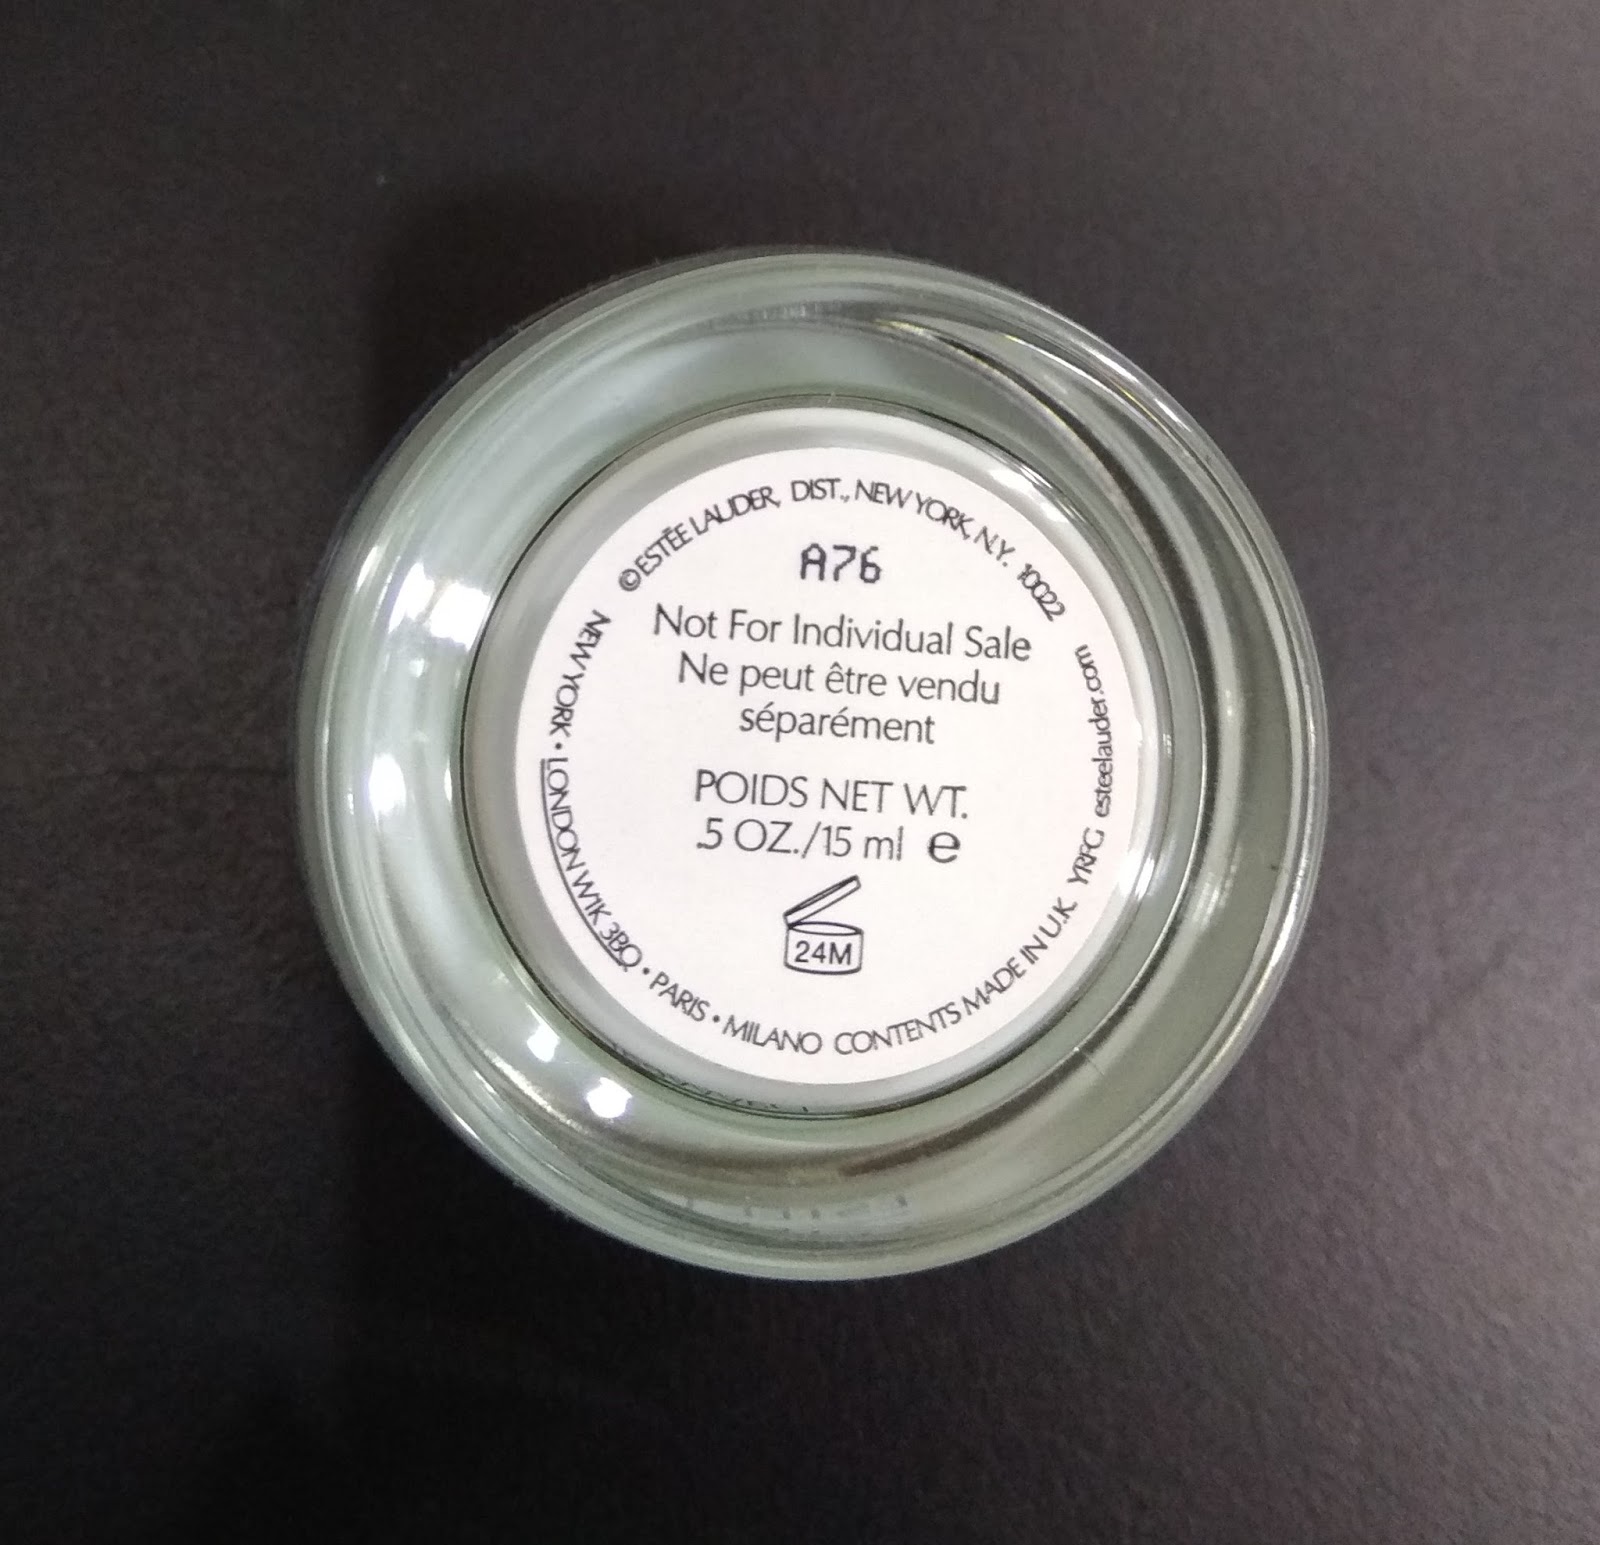 ©ESTÉE LAUDER, DIST., NEW YORK, N.Y. 10022
A76
Not For Individual Sale
Ne peut être vendu
séparément
POIDS NET WT.
.5 OZ./15 ml e
24M
NEW YORK • LONDON W1K 3BQ • PARIS • MILANO CONTENTS MADE IN U.K. YRFG esteelauder.com